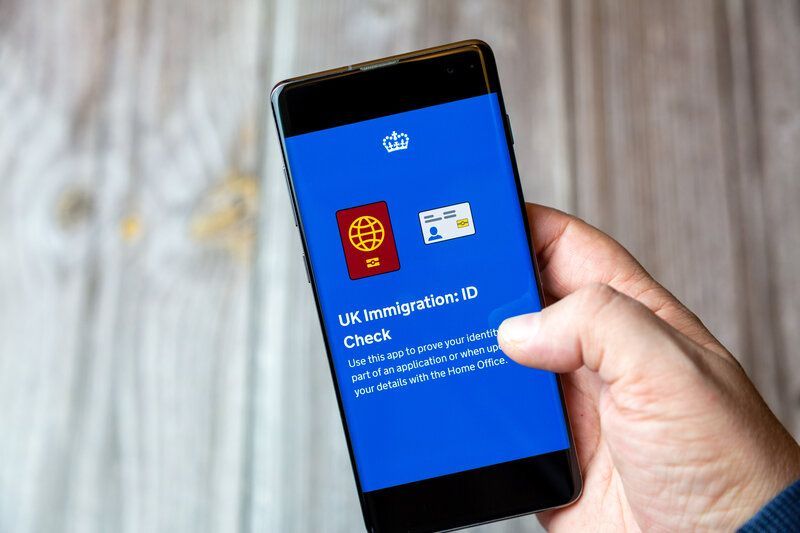 UK Immigration: ID
Check
Use this app to prove your identity
part of an application or when
your details with the Home Office.